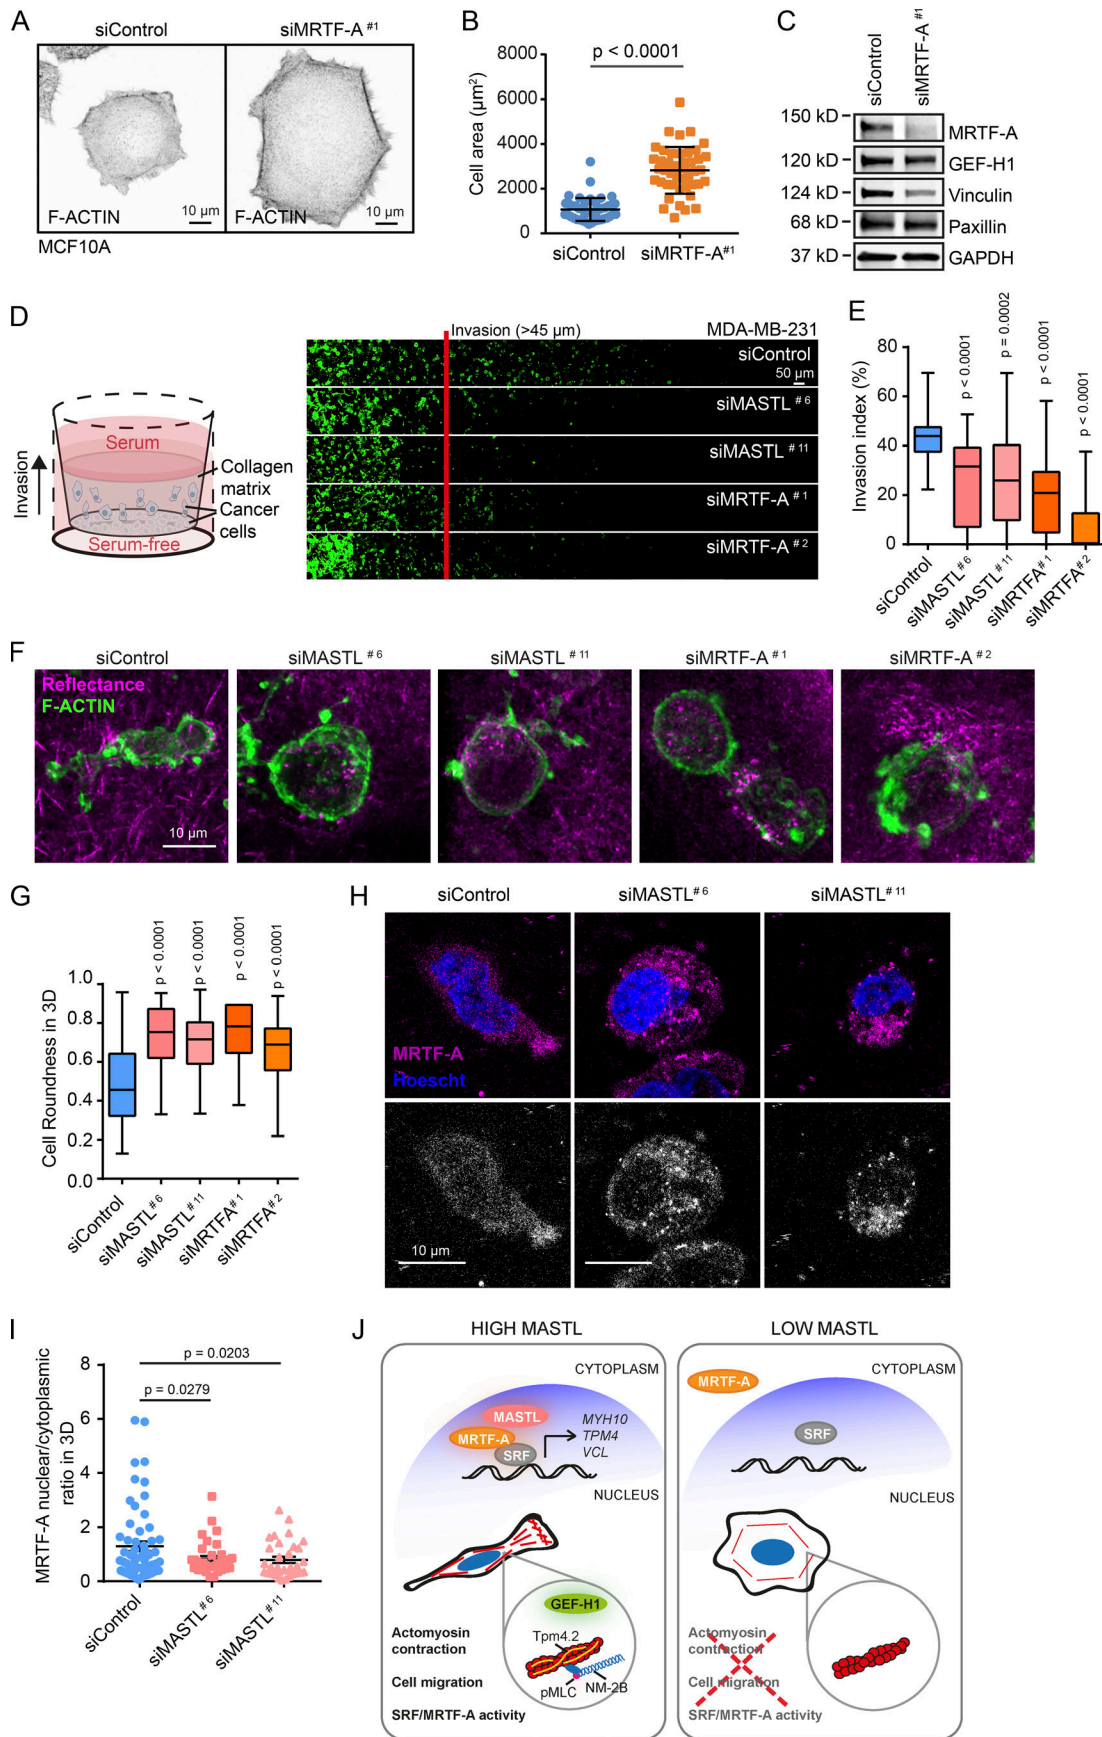 A
siControl
siMRTF-A #1
F-ACTIN
10 µm
F-ACTIN
10 µm
MCF10A
B
p < 0.0001
Cell area (µm²)
8000
6000
4000
2000
0
siControl
siMRTF-A#1
C
siControl
siMRTF-A #1
150 kD
MRTF-A
120 kD
GEF-H1
124 kD
Vinculin
68 kD
Paxillin
37 kD
GAPDH
D
Invasion
Serum
Collagen
matrix
Cancer
cells
Serum-free
Invasion (>45 µm)
MDA-MB-231
siControl
50 µm
siMASTL #6
siMASTL #11
siMRTF-A #1
siMRTF-A #2
E
Invasion index (%)
80
60
40
20
0
p < 0.0001
p = 0.0002
p < 0.0001
p < 0.0001
siControl
siMASTL #6
siMASTL #11
siMRTFA #1
siMRTFA #2
F
siControl
siMASTL #6
siMASTL #11
siMRTF-A #1
siMRTF-A #2
Reflectance
F-ACTIN
10 µm
G
Cell Roundness in 3D
1.0
0.8
0.6
0.4
0.2
0.0
p < 0.0001
p < 0.0001
p < 0.0001
p < 0.0001
siControl
siMASTL #6
siMASTL #11
siMRTFA #1
siMRTFA #2
H
siControl
siMASTL #6
siMASTL #11
MRTF-A
Hoescht
10 µm
I
MRTF-A nuclear/cytoplasmic
ratio in 3D
8
6
4
2
0
p = 0.0203
p = 0.0279
siControl
siMASTL #6
siMASTL #11
J
HIGH MASTL
CYTOPLASM
MASTL
MRTF-A
SRF
MYH10
TPM4
VCL
NUCLEUS
GEF-H1
Tpm4.2
pMLC
NM-2B
Actomyosin
contraction
Cell migration
SRF/MRTF-A activity
LOW MASTL
CYTOPLASM
MRTF-A
SRF
NUCLEUS
Actomyosin
contraction
Cell migration
SRF/MRTF-A activity